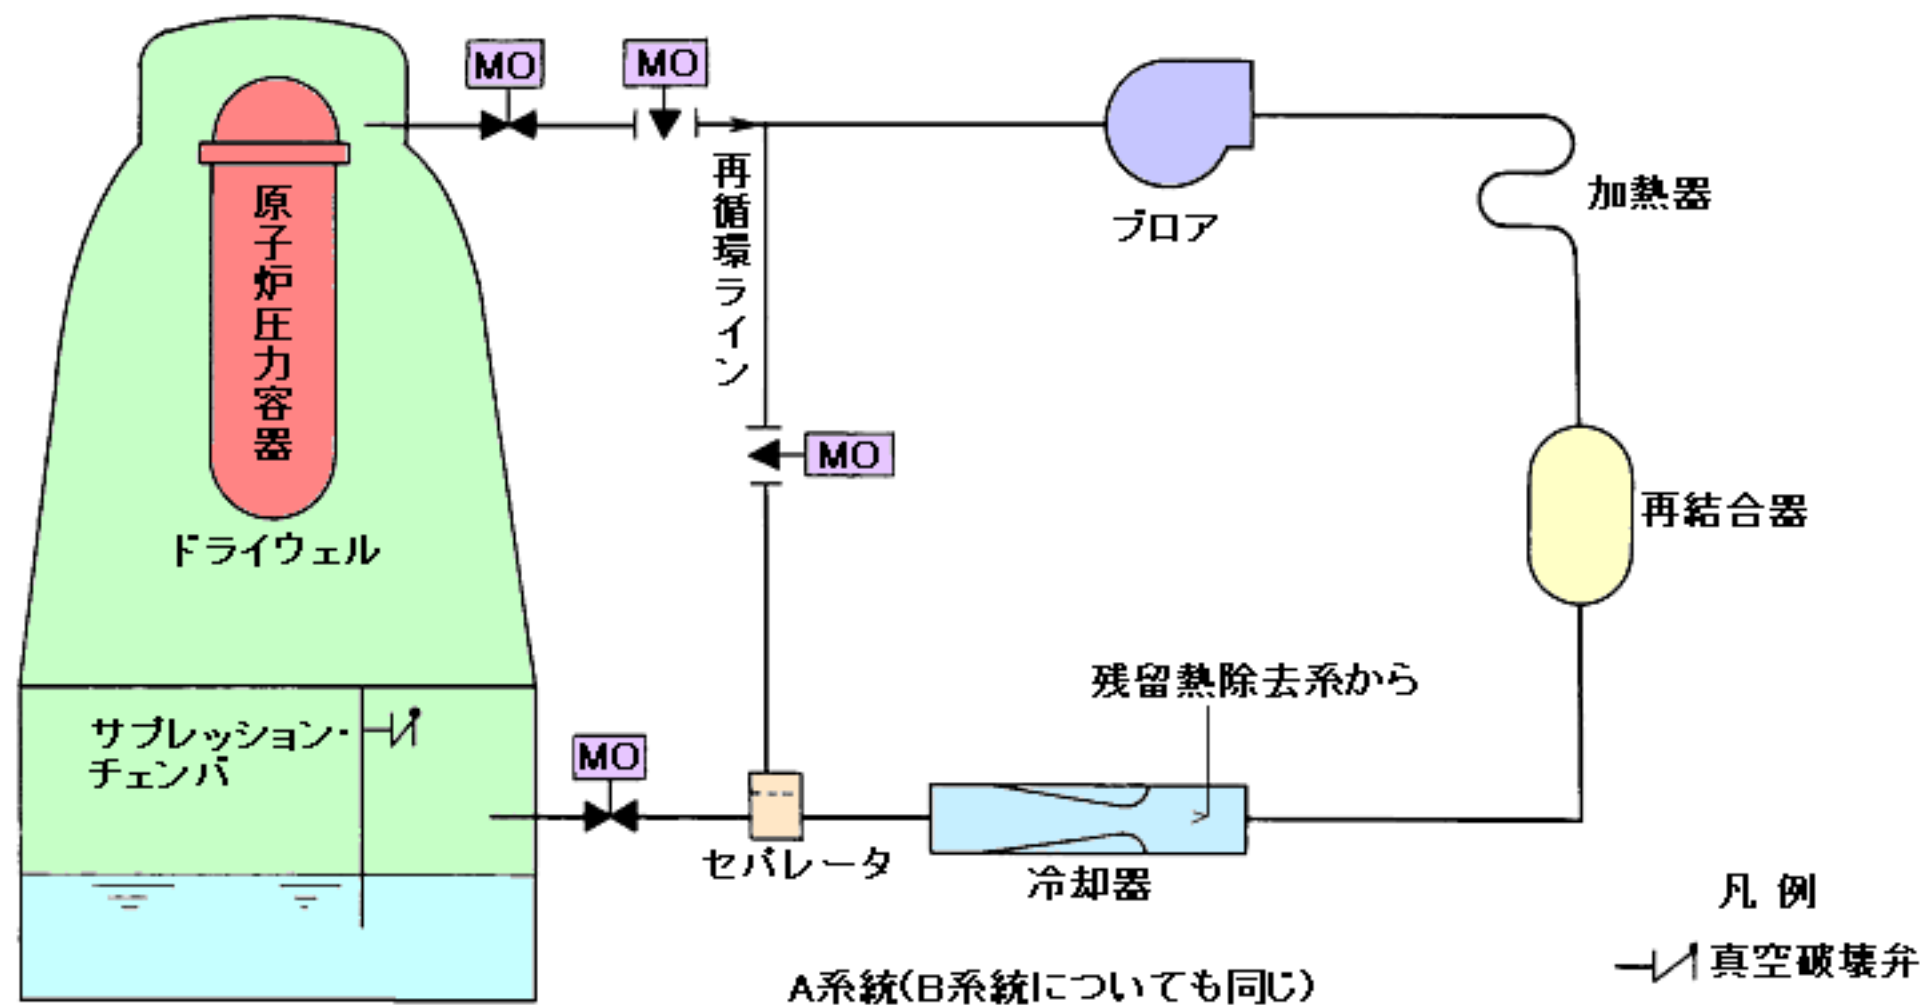 MO
MO
原子炉圧力容器
ドライウェル
再循環ライン
ブロア
加熱器
MO
再結合器
残留熱除去系から
サプレッション・
チェンバ
MO
セパレータ
冷却器
凡 例
真空破壊弁
A系統(B系統についても同じ)